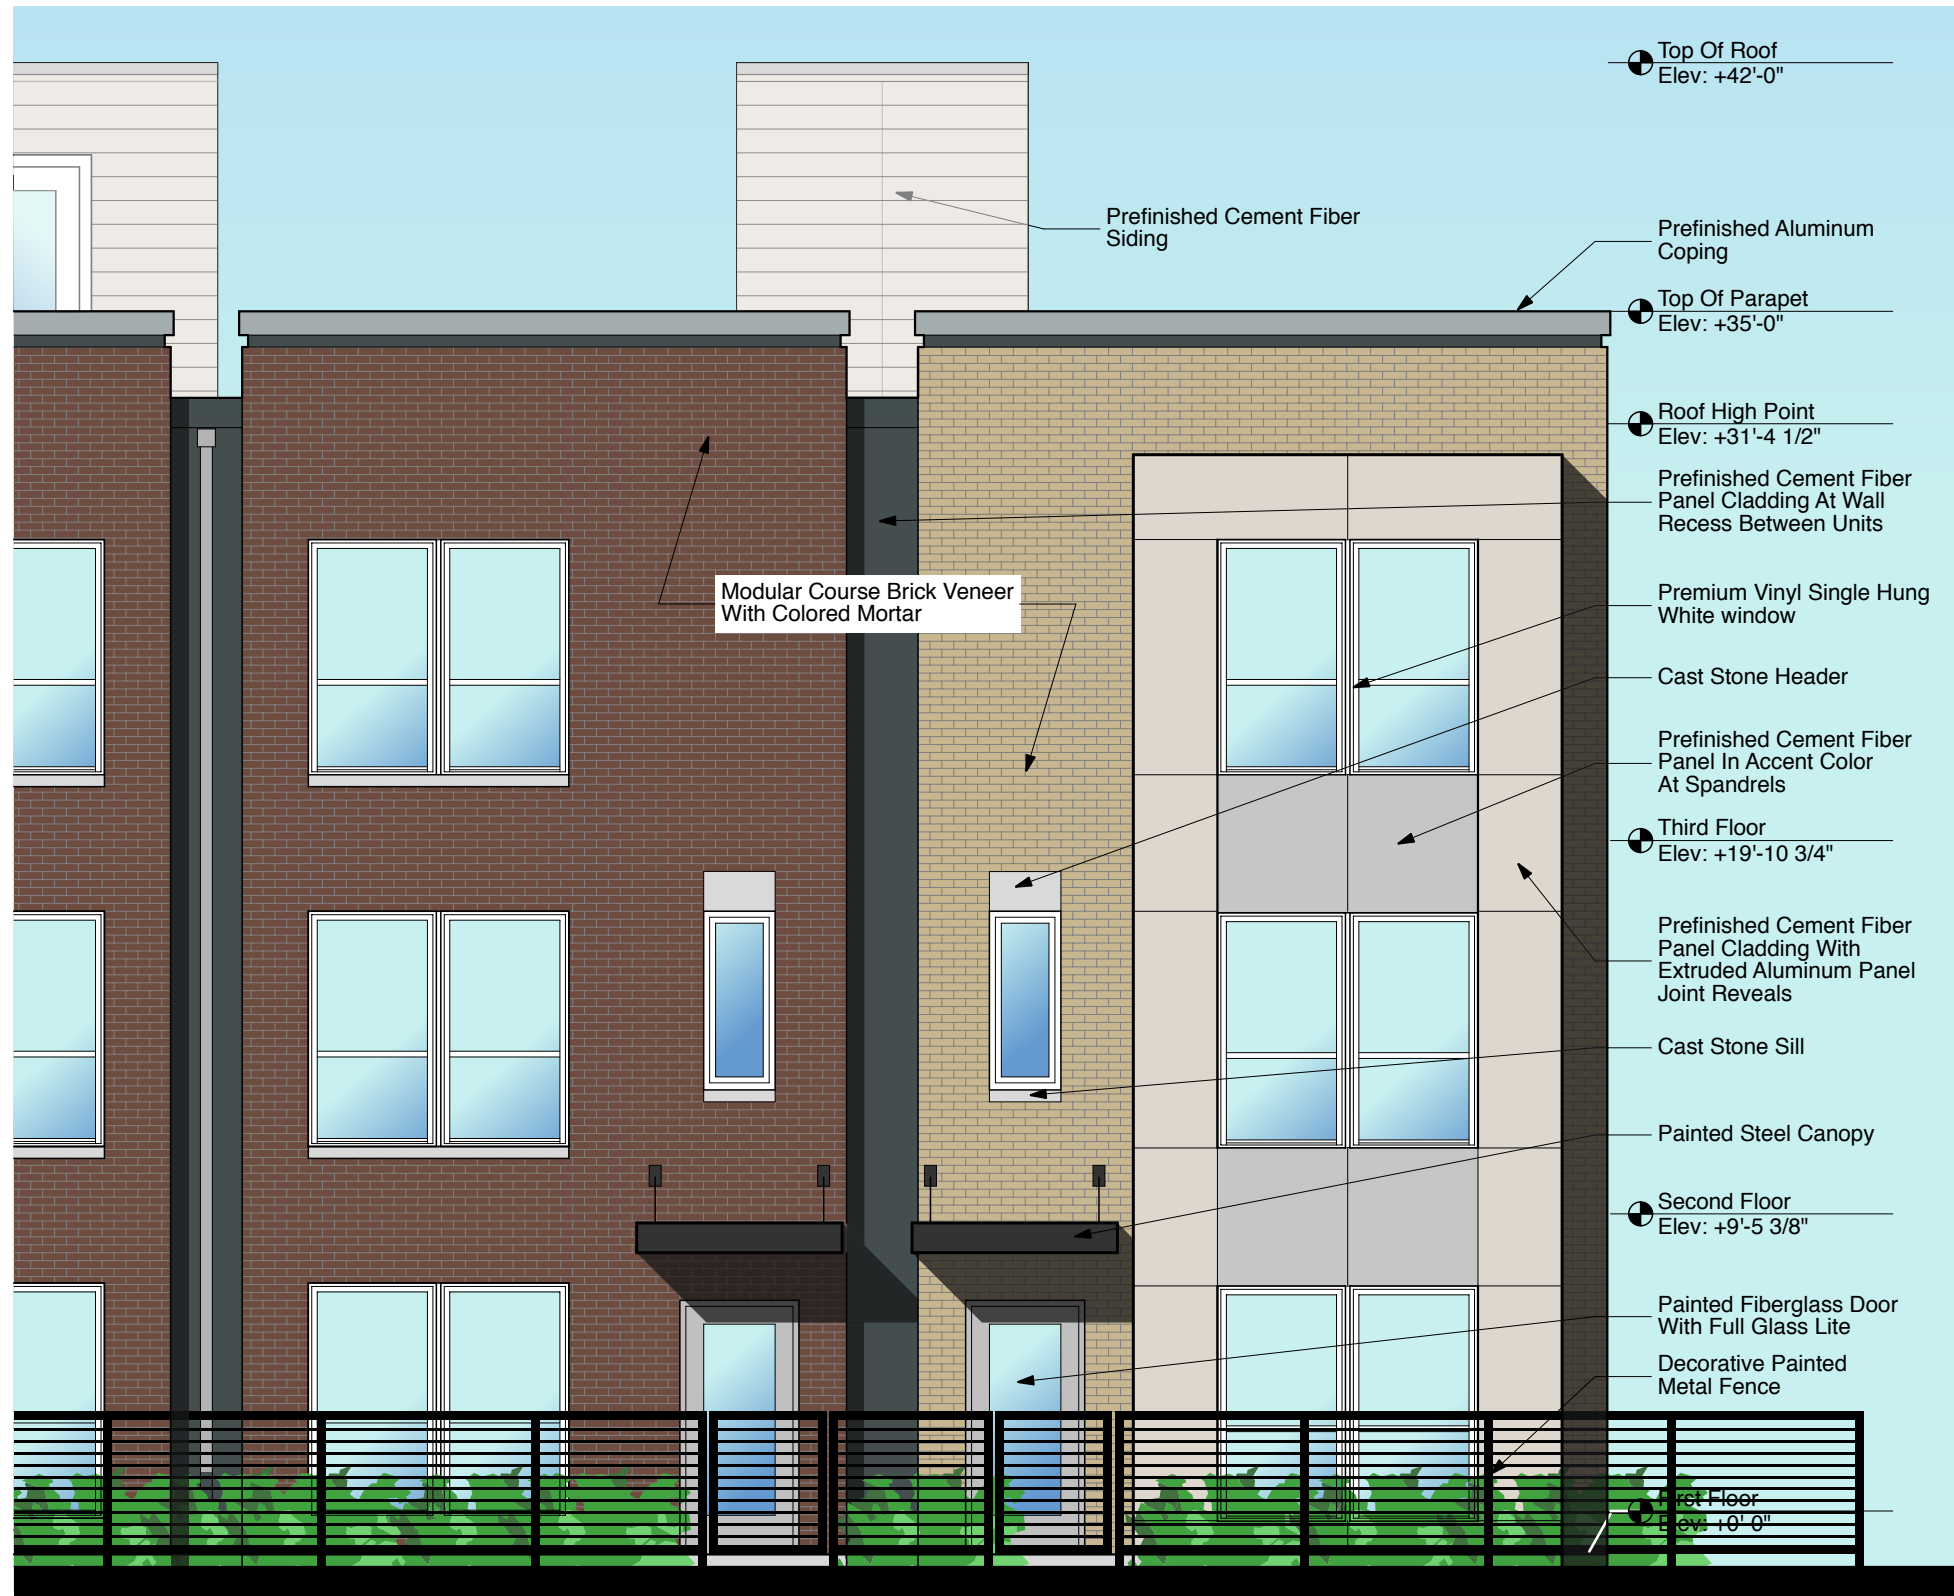 Top Of Roof
Elev: +42'-0"
Prefinished Cement Fiber
Siding
Prefinished Aluminum
Coping
Top Of Parapet
Elev: +35'-0"
Roof High Point
Elev: +31'-4 1/2"
Prefinished Cement Fiber
Panel Cladding At Wall
Recess Between Units
Modular Course Brick Veneer
With Colored Mortar
Premium Vinyl Single Hung
White window
Cast Stone Header
Prefinished Cement Fiber
Panel In Accent Color
At Spandrels
Third Floor
Elev: +19'-10 3/4"
Prefinished Cement Fiber
Panel Cladding With
Extruded Aluminum Panel
Joint Reveals
Cast Stone Sill
Painted Steel Canopy
Second Floor
Elev: +9'-5 3/8"
Painted Fiberglass Door
With Full Glass Lite
Decorative Painted
Metal Fence
First Floor
Elev: +0'-0"